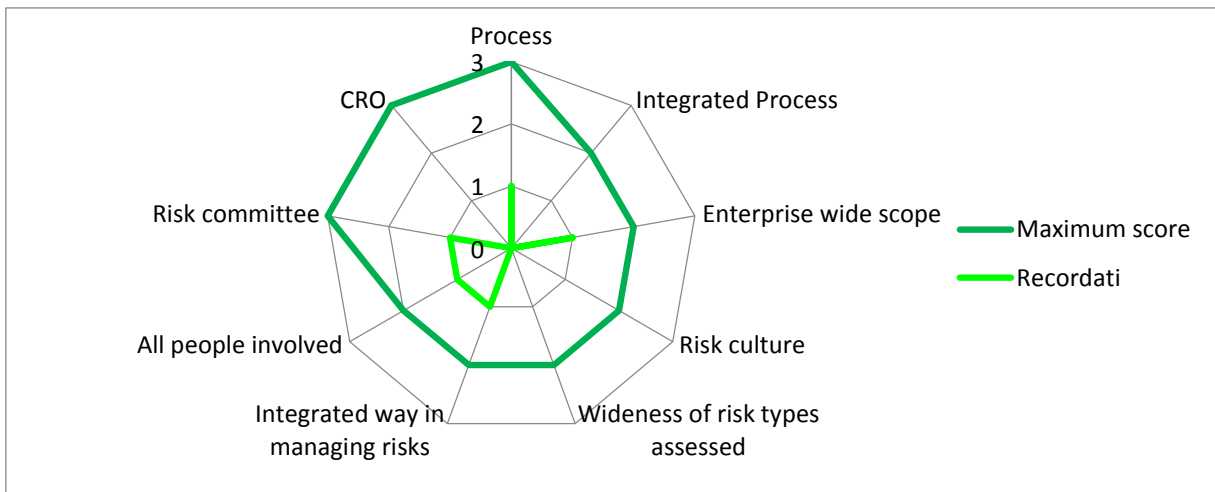 Process
3
CRO
Integrated Process
2
1
Risk committee
Enterprise wide scope
Maximum score
0
Recordati
All people involved
Risk culture
Integrated way in
managing risks
Wideness of risk types
assessed